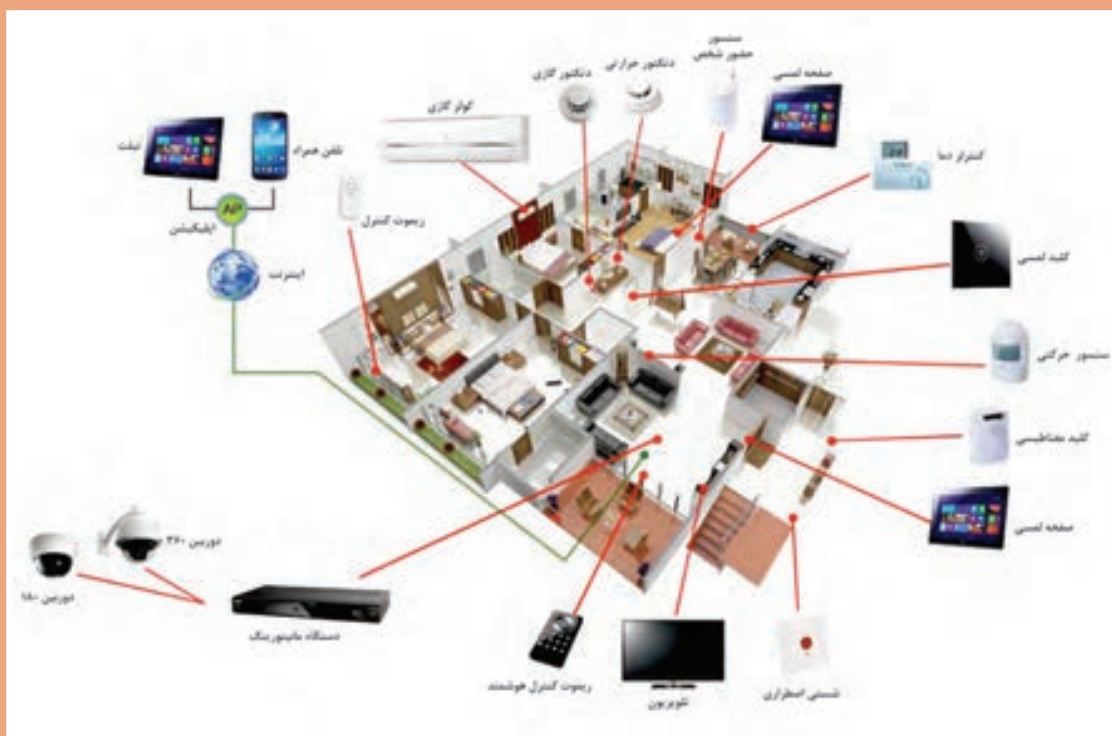 سنسور
حضور شخص
دتکتور حرارتی
دتکتور گازی
صفحه لمسی
کولر گازی
تبلت
تلفن همراه
کنترلر دما
ریموت کنترل
اپلیکیشن
کلید لمسی
اینترنت
سنسور حرکتی
کلید مغناطیسی
صفحه لمسی
دوربین ۳۶۰
دوربین ۱۸۰
دستگاه مانیتورینگ
ریموت کنترل هوشمند
تلویزیون
شستی اضطراری